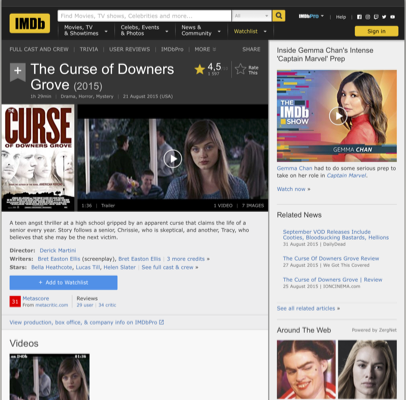 IMDb
Find Movies, TV shows, Celebrities and more...
All
IMDbPro
Help
Movies, TV
& Showtimes
Celebs, Events
& Photos
News &
Community
Watchlist
Sign in
FULL CAST AND CREW
TRIVIA
USER REVIEWS
IMDbPro
MORE
SHARE
The Curse of Downers
Grove (2015)
4,5
Rate
This
Drama, Horror, Mystery
21 August 2015 (USA)
CURSE
OF DOWNERS GROVE
1:36
Trailer
1 VIDEO
7 IMAGES
A teen angst thriller at a high school gripped by an apparent curse that claims the life of a
senior every year. Story follows a senior, Chrissie, who is skeptical, and another, Tracy, who
believes that she may be the next victim.
Director: Derick Martini
Writers: Bret Easton Ellis (screenplay), Bret Easton Ellis | 3 more credits »
Stars: Bella Heathcote, Lucas Till, Helen Slater | See full cast & crew »
+ Add to Watchlist
31
Metascore
From metacritic.com
Reviews
29 user | 34 critic
View production, box office, & company info on IMDbPro
Videos
01:36
Inside Gemma Chan's Intense
'Captain Marvel' Prep
THE
IMDb
SHOW
GEMMA CHAN
Gemma Chan had to do some serious prep to
take on her role in Captain Marvel.
Watch now »
Related News
September VOD Releases Include
Cooties, Bloodsucking Bastards, Hellions
31 August 2015 | DailyDead
The Curse Of Downers Grove Review
27 August 2015 | We Got This Covered
The Curse of Downers Grove | Review
25 August 2015 | IONCINEMA.com
See all related articles »
Around The Web
Powered by ZergNet